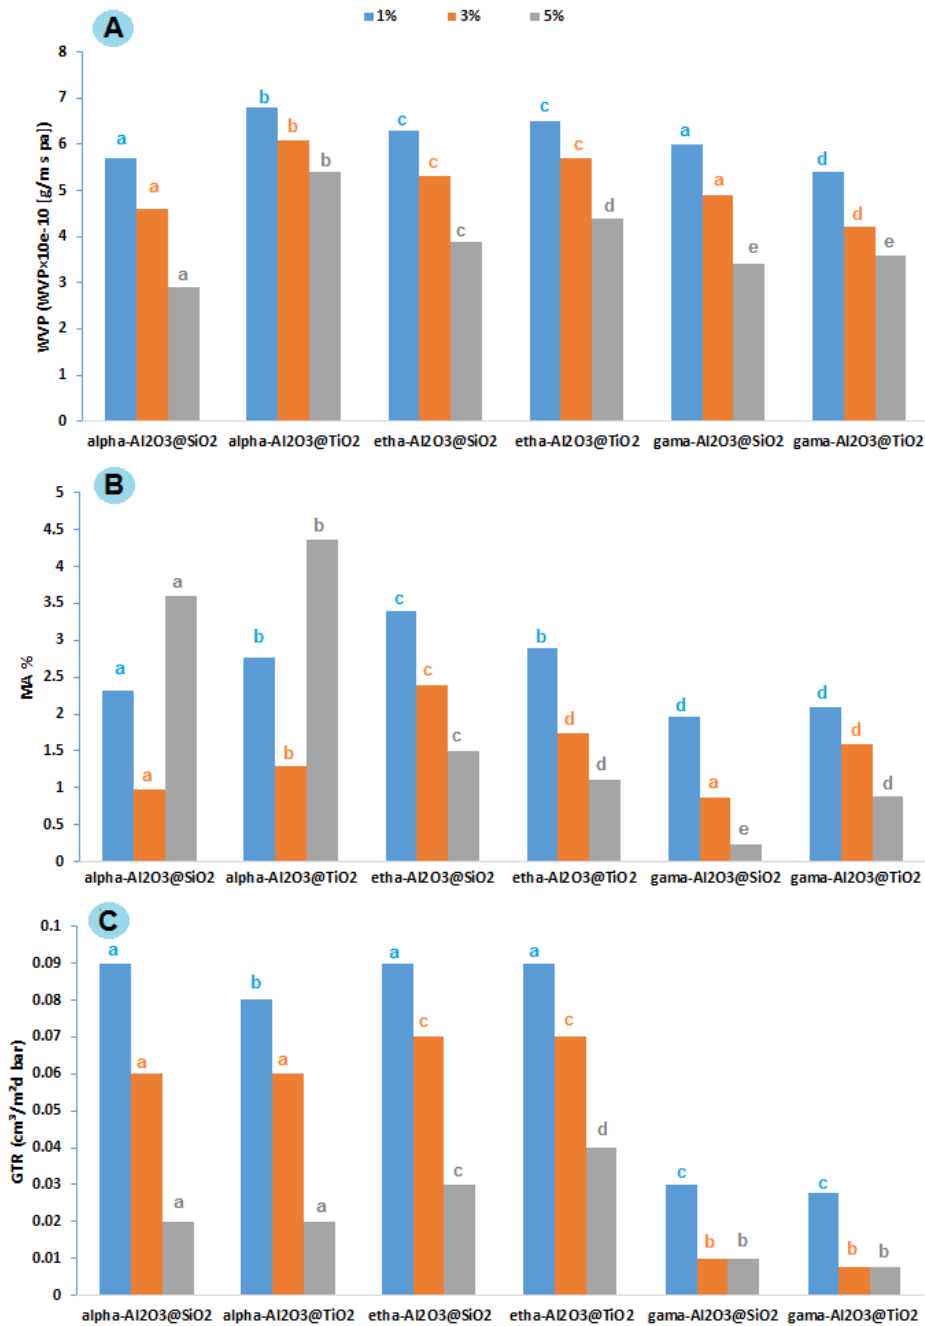 A
1% 3% 5%
WVP (WVP×10e-10 [g/m s pa])
8
7
6
5
4
3
2
1
0
a a a b b b c c c c c d a a e d d e
alpha-Al2O3@SiO2 alpha-Al2O3@TiO2 etha-Al2O3@SiO2 etha-Al2O3@TiO2 gama-Al2O3@SiO2 gama-Al2O3@TiO2
B
MA %
5
4.5
4
3.5
3
2.5
2
1.5
1
0.5
0
a a a b b b c c c b d d d a e d d d
alpha-Al2O3@SiO2 alpha-Al2O3@TiO2 etha-Al2O3@SiO2 etha-Al2O3@TiO2 gama-Al2O3@SiO2 gama-Al2O3@TiO2
C
GTR (cm³/m²d bar)
0.1
0.09
0.08
0.07
0.06
0.05
0.04
0.03
0.02
0.01
0
a a a b a a a c c a c d c b b c b b
alpha-Al2O3@SiO2 alpha-Al2O3@TiO2 etha-Al2O3@SiO2 etha-Al2O3@TiO2 gama-Al2O3@SiO2 gama-Al2O3@TiO2